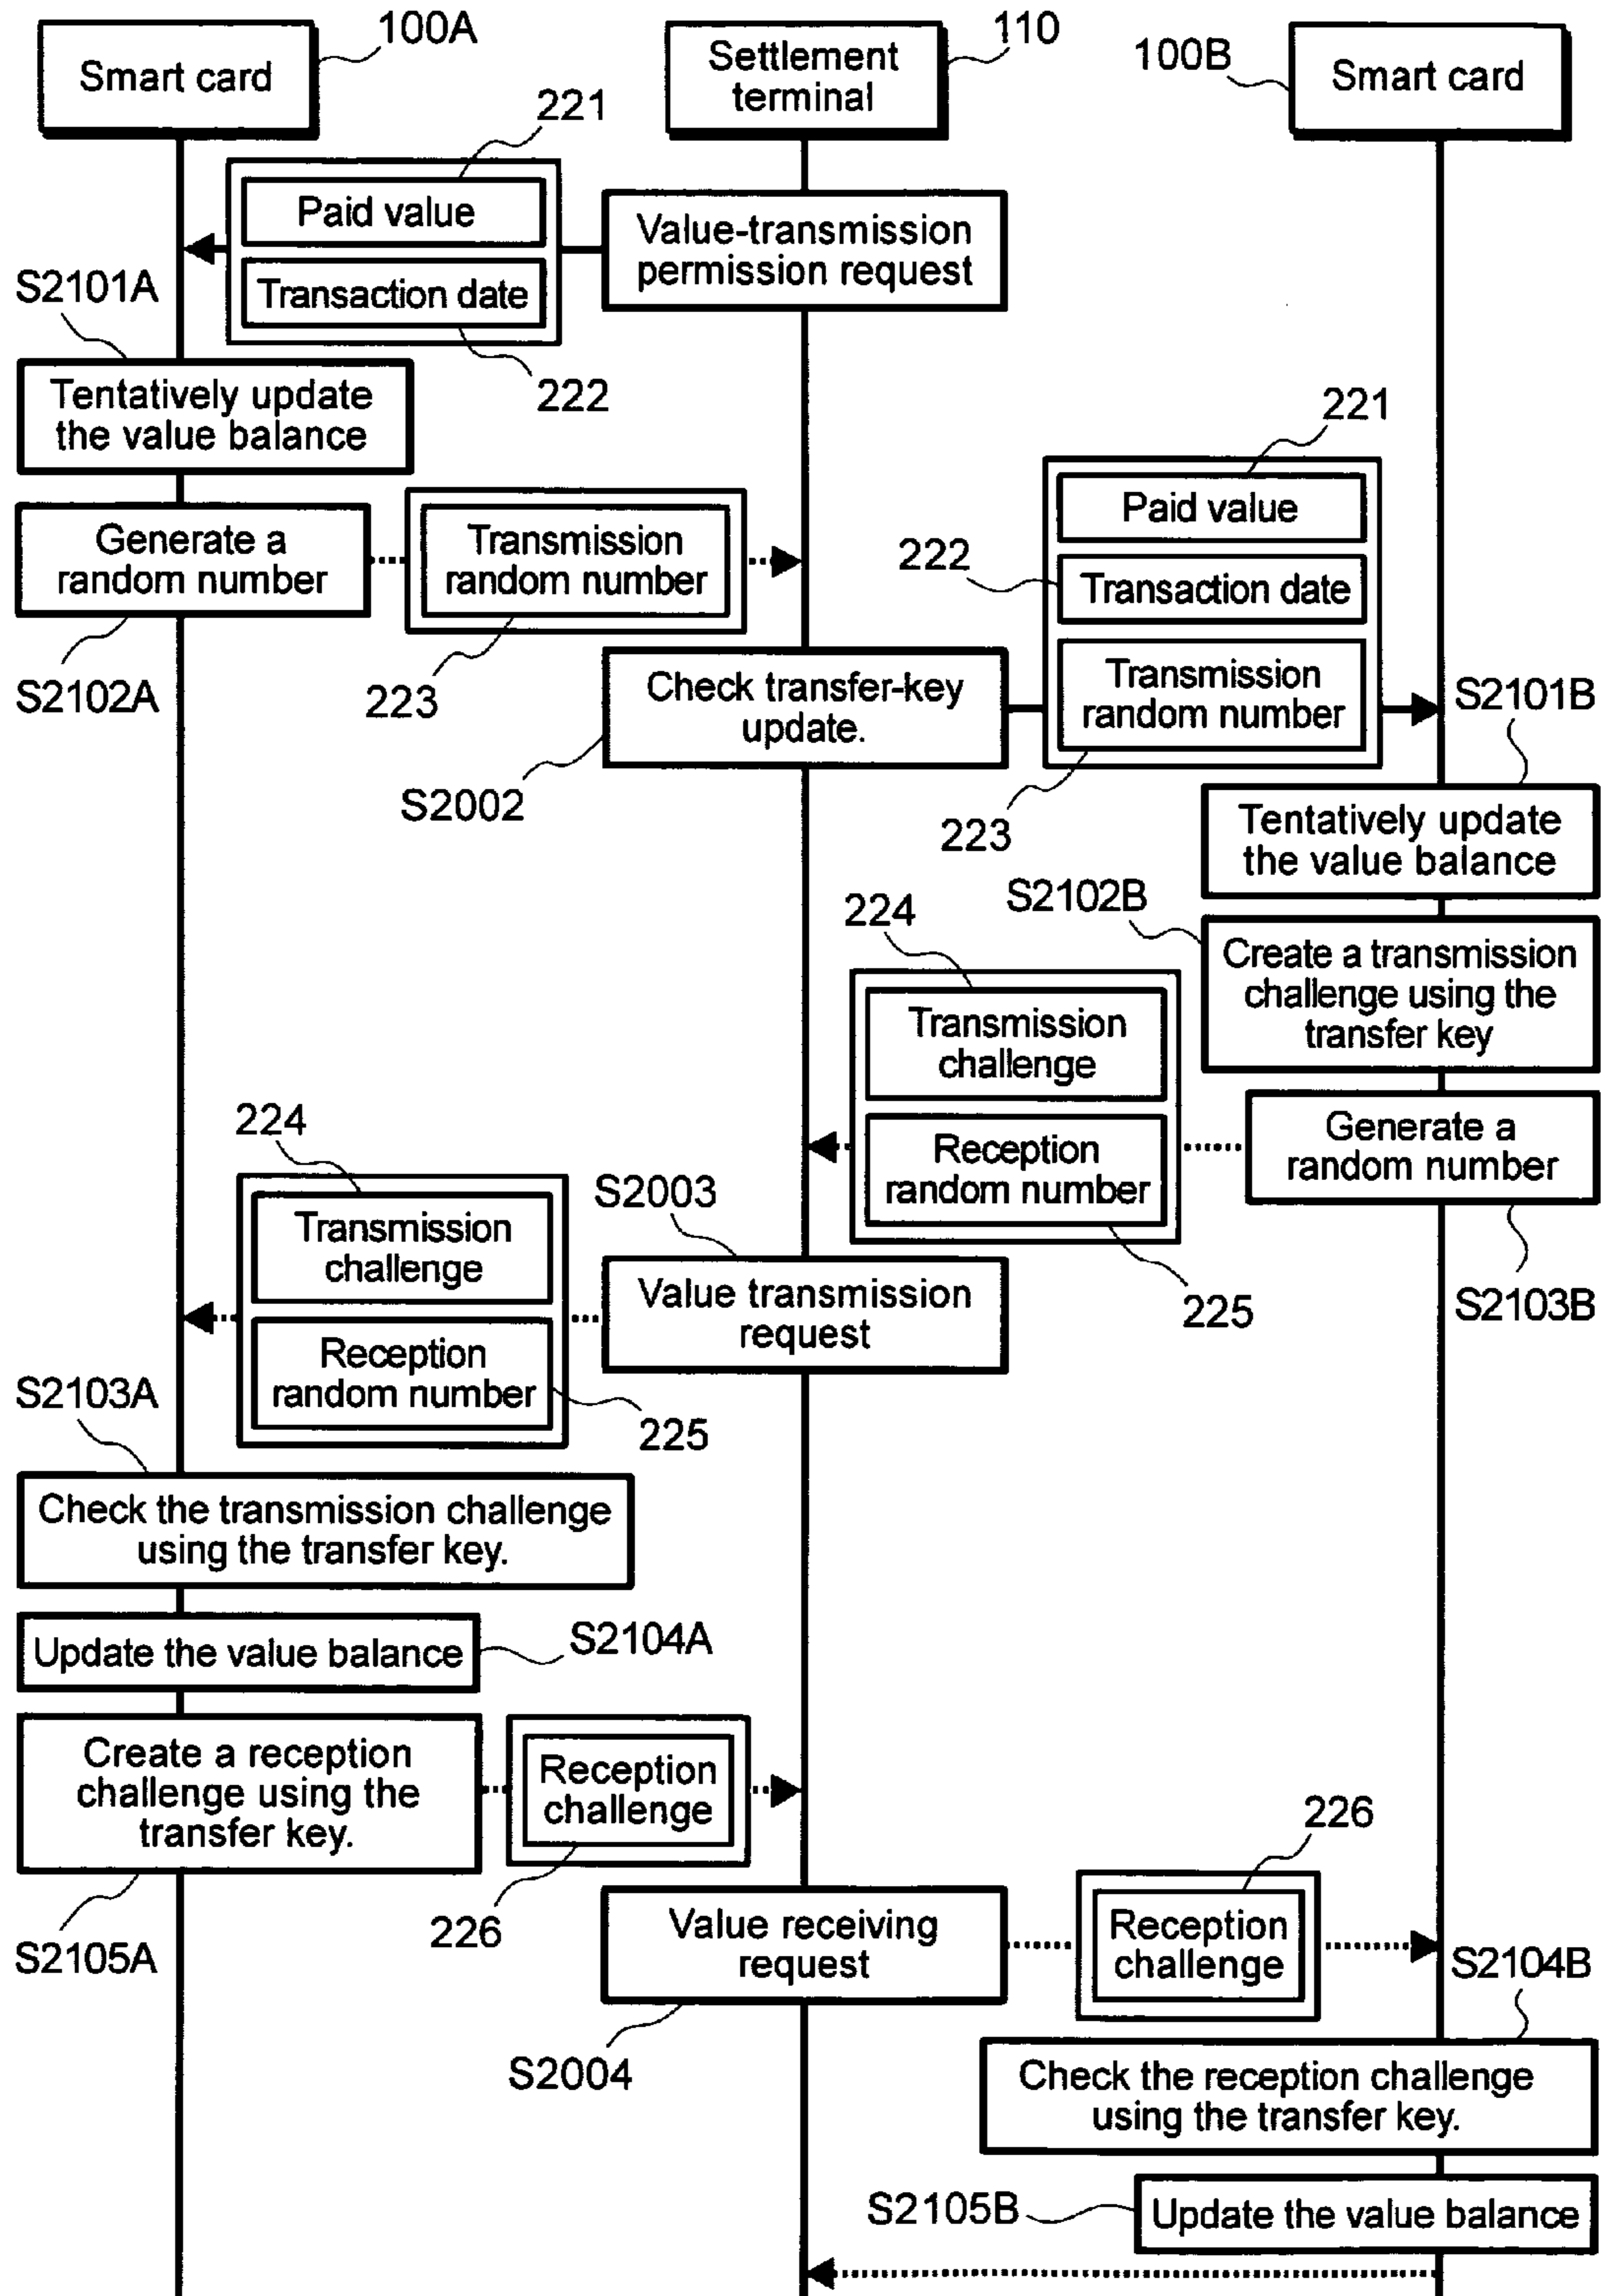 100A
110
100B
Smart card
Settlement
terminal
Smart card
221
Paid value
Transaction date
Value-transmission
permission request
S2101A
222
Tentatively update
the value balance
221
Paid value
Generate a
random number
Transmission
random number
222
Transaction date
S2102A
223
Check transfer-key
update.
Transmission
random number
S2101B
S2002
223
Tentatively update
the value balance
S2102B
224
Create a transmission
challenge using the
transfer key
Transmission
challenge
224
Reception
random number
Generate a
random number
S2003
Transmission
challenge
Value transmission
request
225
S2103B
Reception
random number
S2103A
225
Check the transmission challenge
using the transfer key.
Update the value balance
S2104A
Create a reception
challenge using the
transfer key.
Reception
challenge
226
226
Value receiving
request
Reception
challenge
S2105A
S2104B
S2004
Check the reception challenge
using the transfer key.
S2105B
Update the value balance